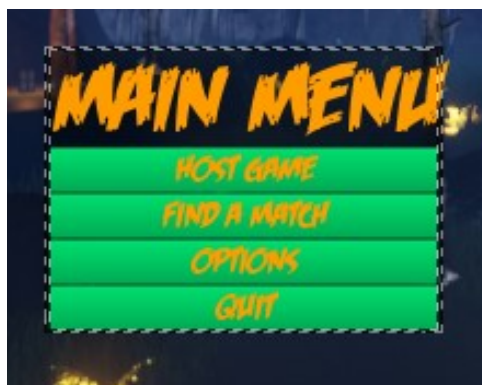 MAIN MENU
HOST GAME
FIND A MATCH
OPTIONS
QUIT